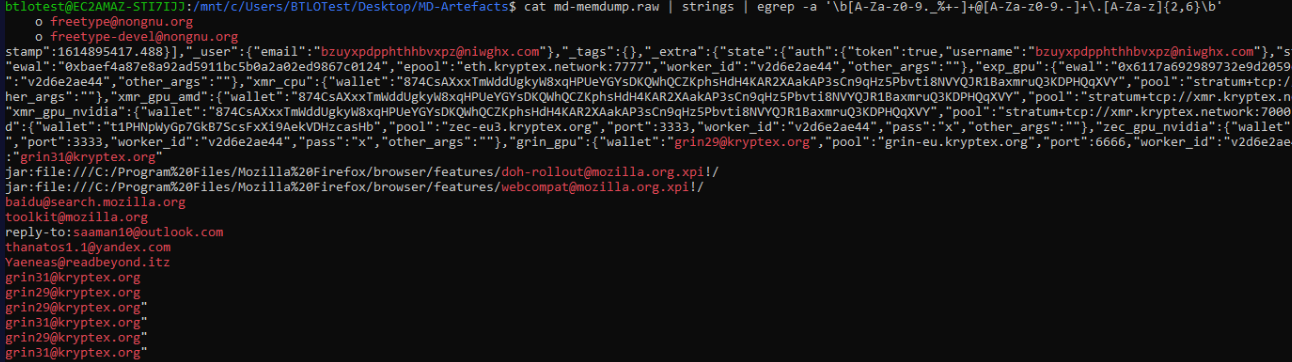 btlotest@EC2AMAZ-STI7IJJ:/mnt/c/Users/BTLOTest/Desktop/MD-Artefacts$ cat md-memdump.raw | strings | egrep -a '\b[A-Za-z0-9._%+-]+@[A-Za-z0-9.-]+\.[A-Za-z]{2,6}\b'
o freetype@nongnu.org
o freetype-devel@nongnu.org
stamp":1614895417.488}],"_user":{"email":"bzuyxpdpphthhbvxpz@niwghx.com"},"_tags":{},"_extra":{"state":{"auth":{"token":true,"username":"bzuyxpdpphthhbvxpz@niwghx.com"},"s
"ewal":"0xbaef4a87e8a92ad5911bc5b0a2a02ed9867c0124","epool":"eth.kryptex.network:7777","worker_id":"v2d6e2ae44","other_args":""},"exp_gpu":{"ewal":"0x6117a692989732e9d2059
":"v2d6e2ae44","other_args":""},"xmr_cpu":{"wallet":"874CsAXxxTmWddUgkyW8xqHPUeYGYsDKQWhQCZKphsHdH4KAR2XAakAP3sCn9qHz5Pbvti8NVYQJR1BaxmruQ3KDPHQqXVY","pool":"stratum+tcp:/
her_args":""},"xmr_gpu_amd":{"wallet":"874CsAXxxTmWddUgkyW8xqHPUeYGYsDKQWhQCZKphsHdH4KAR2XAakAP3sCn9qHz5Pbvti8NVYQJR1BaxmruQ3KDPHQqXVY","pool":"stratum+tcp://xmr.kryptex.n
"xmr_gpu_nvidia":{"wallet":"874CsAXxxTmWddUgkyW8xqHPUeYGYsDKQWhQCZKphsHdH4KAR2XAakAP3sCn9qHz5Pbvti8NVYQJR1BaxmruQ3KDPHQqXVY","pool":"stratum+tcp://xmr.kryptex.network:7000
d":{"wallet":"t1PHNpWyGp7GkB7ScsFxXi9AekVDHzcasHb","pool":"zec-eu3.kryptex.org","port":3333,"worker_id":"v2d6e2ae44","pass":"x","other_args":""},"zec_gpu_nvidia":{"wallet"
,"port":3333,"worker_id":"v2d6e2ae44","pass":"x","other_args":""},"grin_gpu":{"wallet":"grin29@kryptex.org","pool":"grin-eu.kryptex.org","port":6666,"worker_id":"v2d6e2ae4
:"grin31@kryptex.org"
jar:file:///C:/Program%20Files/Mozilla%20Firefox/browser/features/doh-rollout@mozilla.org.xpi!/
jar:file:///C:/Program%20Files/Mozilla%20Firefox/browser/features/webcompat@mozilla.org.xpi!/
baidu@search.mozilla.org
toolkit@mozilla.org
reply-to:saaman10@outlook.com
thanatos1.1@yandex.com
Yaeneas@readbeyond.itz
grin31@kryptex.org
grin29@kryptex.org
grin29@kryptex.org"
grin31@kryptex.org"
grin29@kryptex.org"
grin31@kryptex.org"